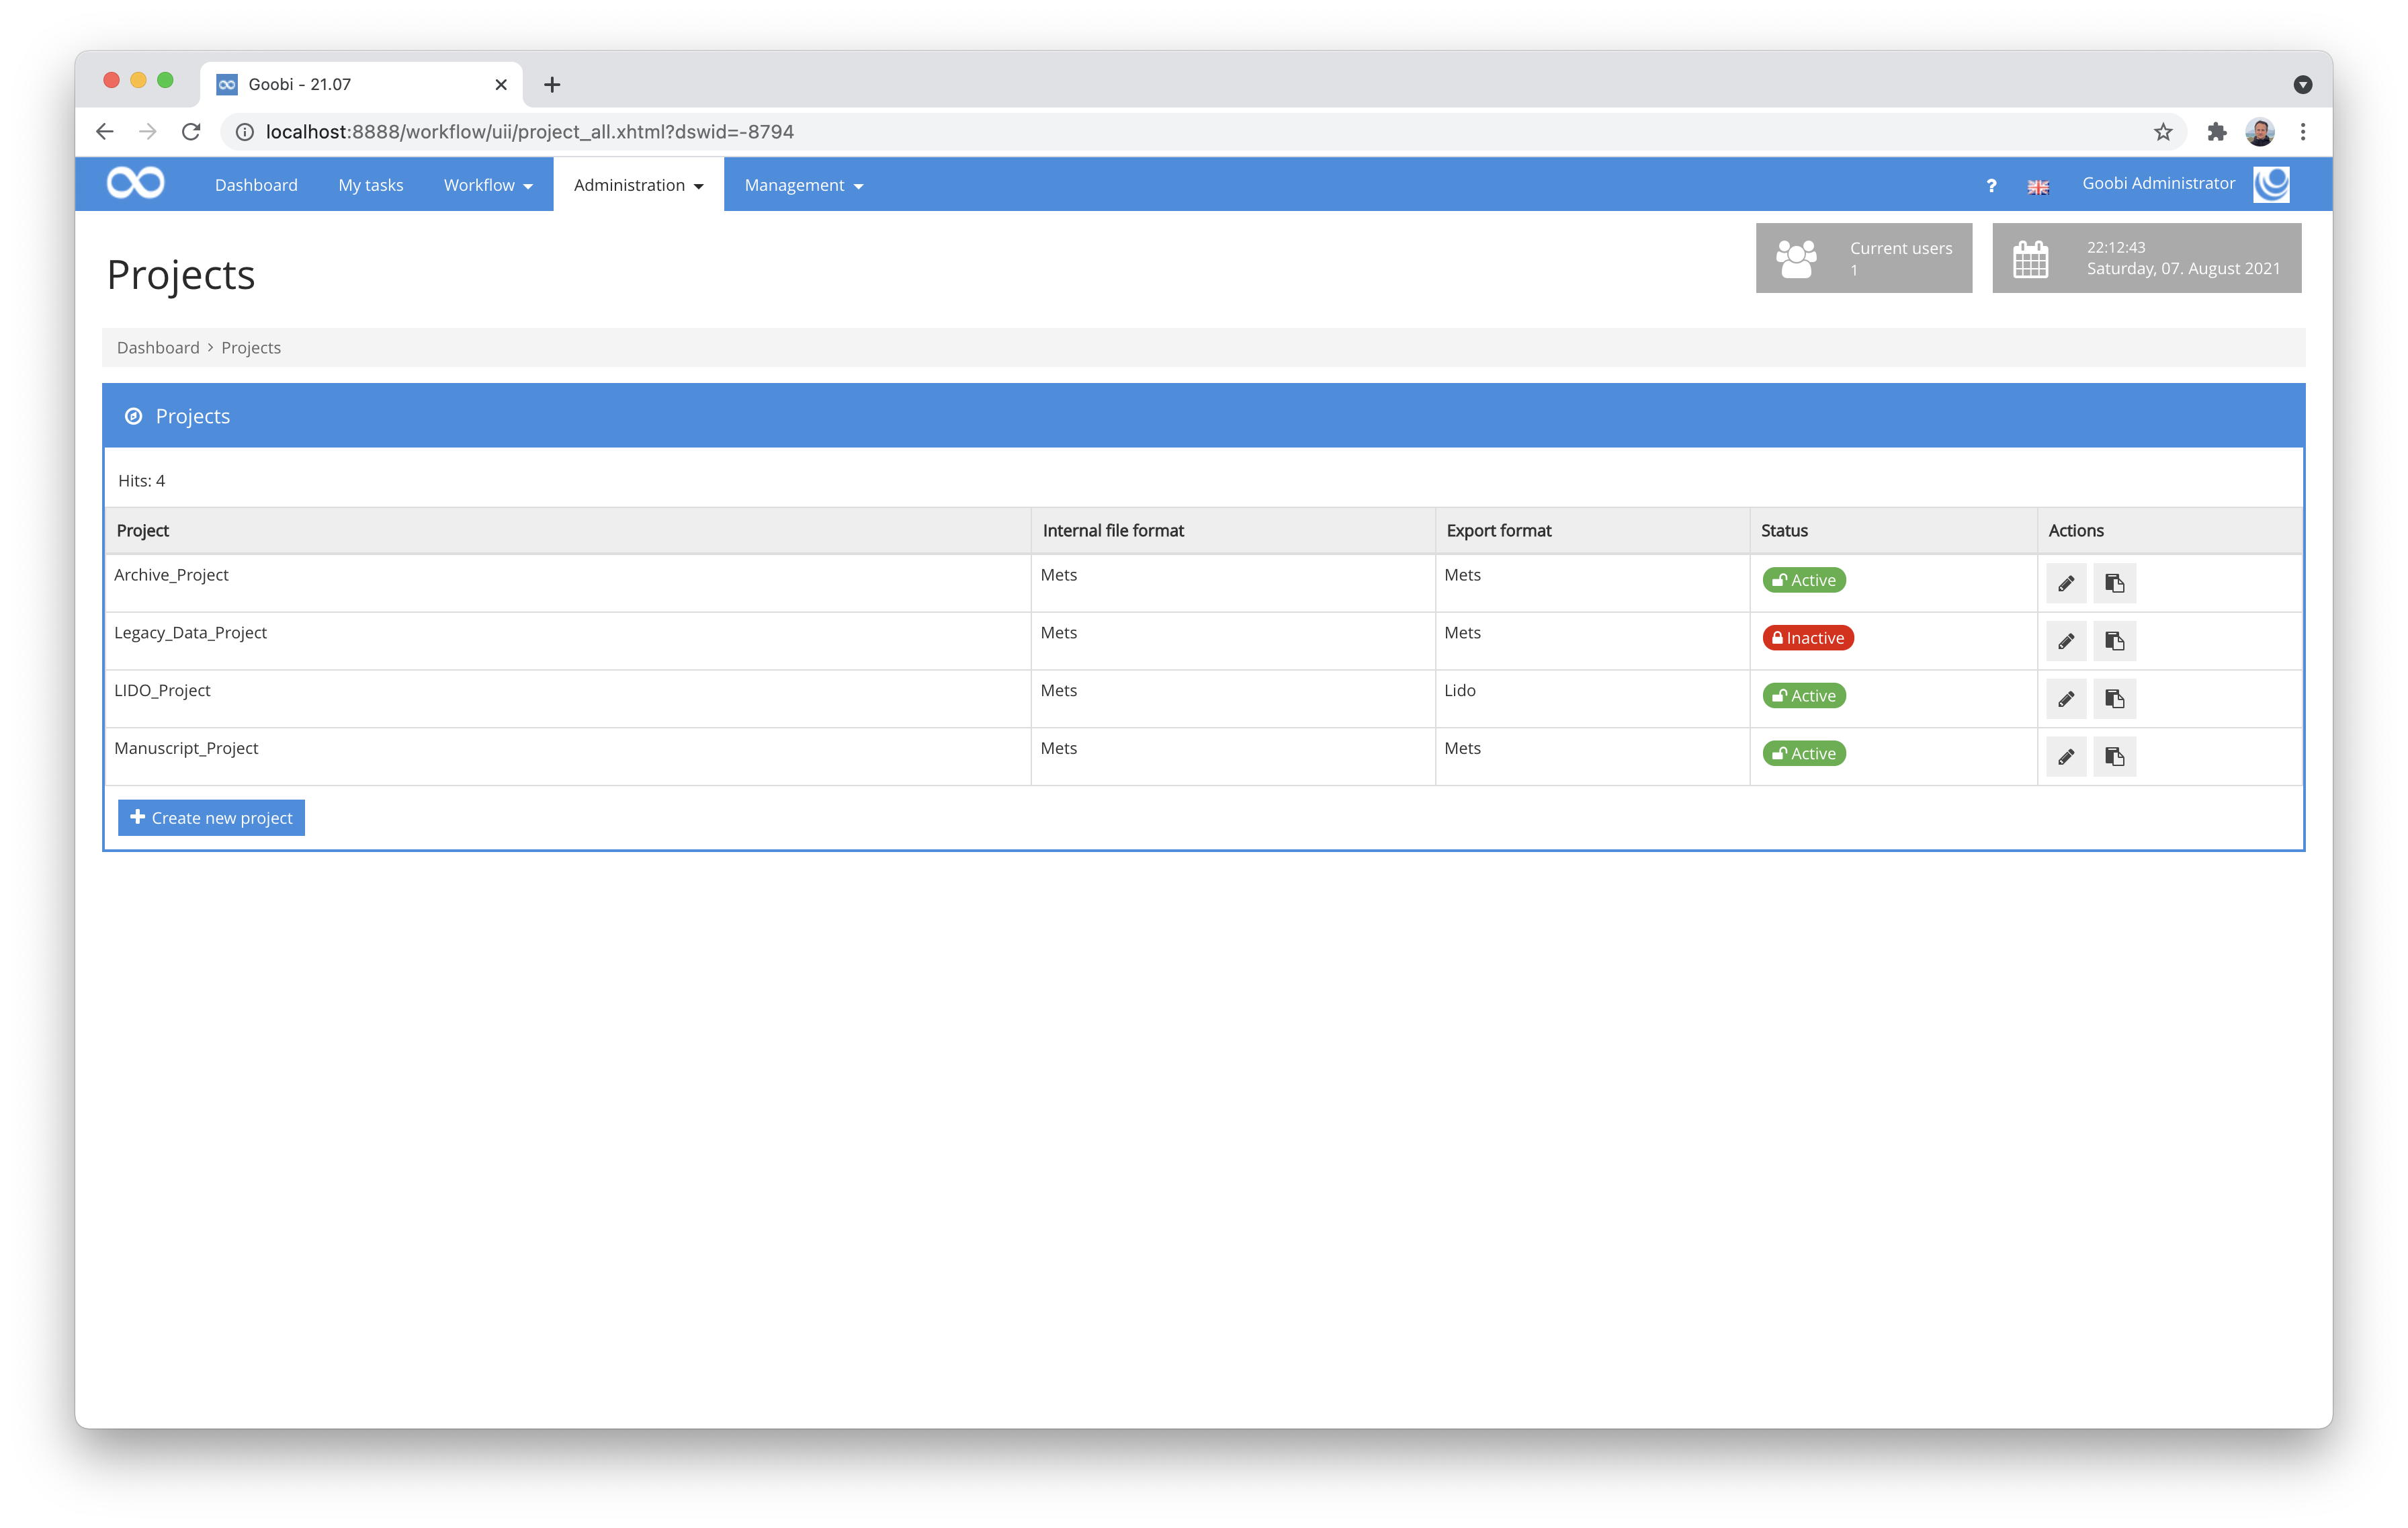 Goobi - 21.07
localhost:8888/workflow/uii/project_all.xhtml?dswid=-8794
Dashboard My tasks Workflow Administration Management ? Goobi Administrator
Projects
Current users
1
22:12:43
Saturday, 07. August 2021
Dashboard > Projects
Projects
Hits: 4
Project Internal file format Export format Status Actions
Archive_Project Mets Mets Active
Legacy_Data_Project Mets Mets Inactive
LIDO_Project Mets Lido Active
Manuscript_Project Mets Mets Active
Create new project